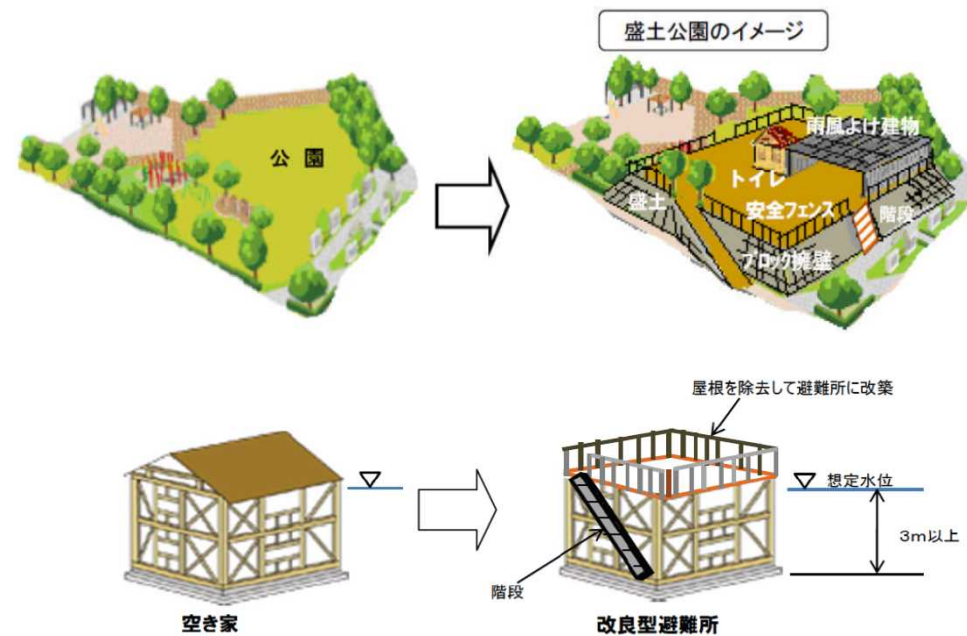 盛土公園のイメージ
公園
雨風よけ建物
トイレ
盛土
安全フェンス
階段
ブロック擁壁
屋根を除去して避難所に改築
想定水位
3m以上
階段
空き家
改良型避難所